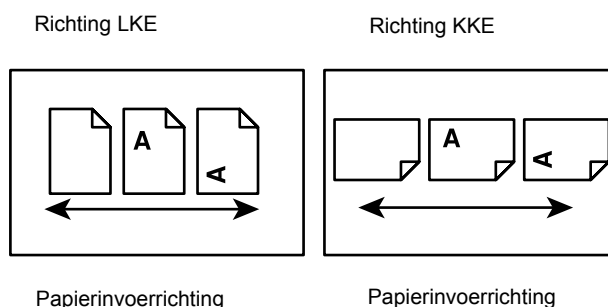 Richting LKE
Richting KKE
A
A
A
A
Papierinvoerrichting
Papierinvoerrichting